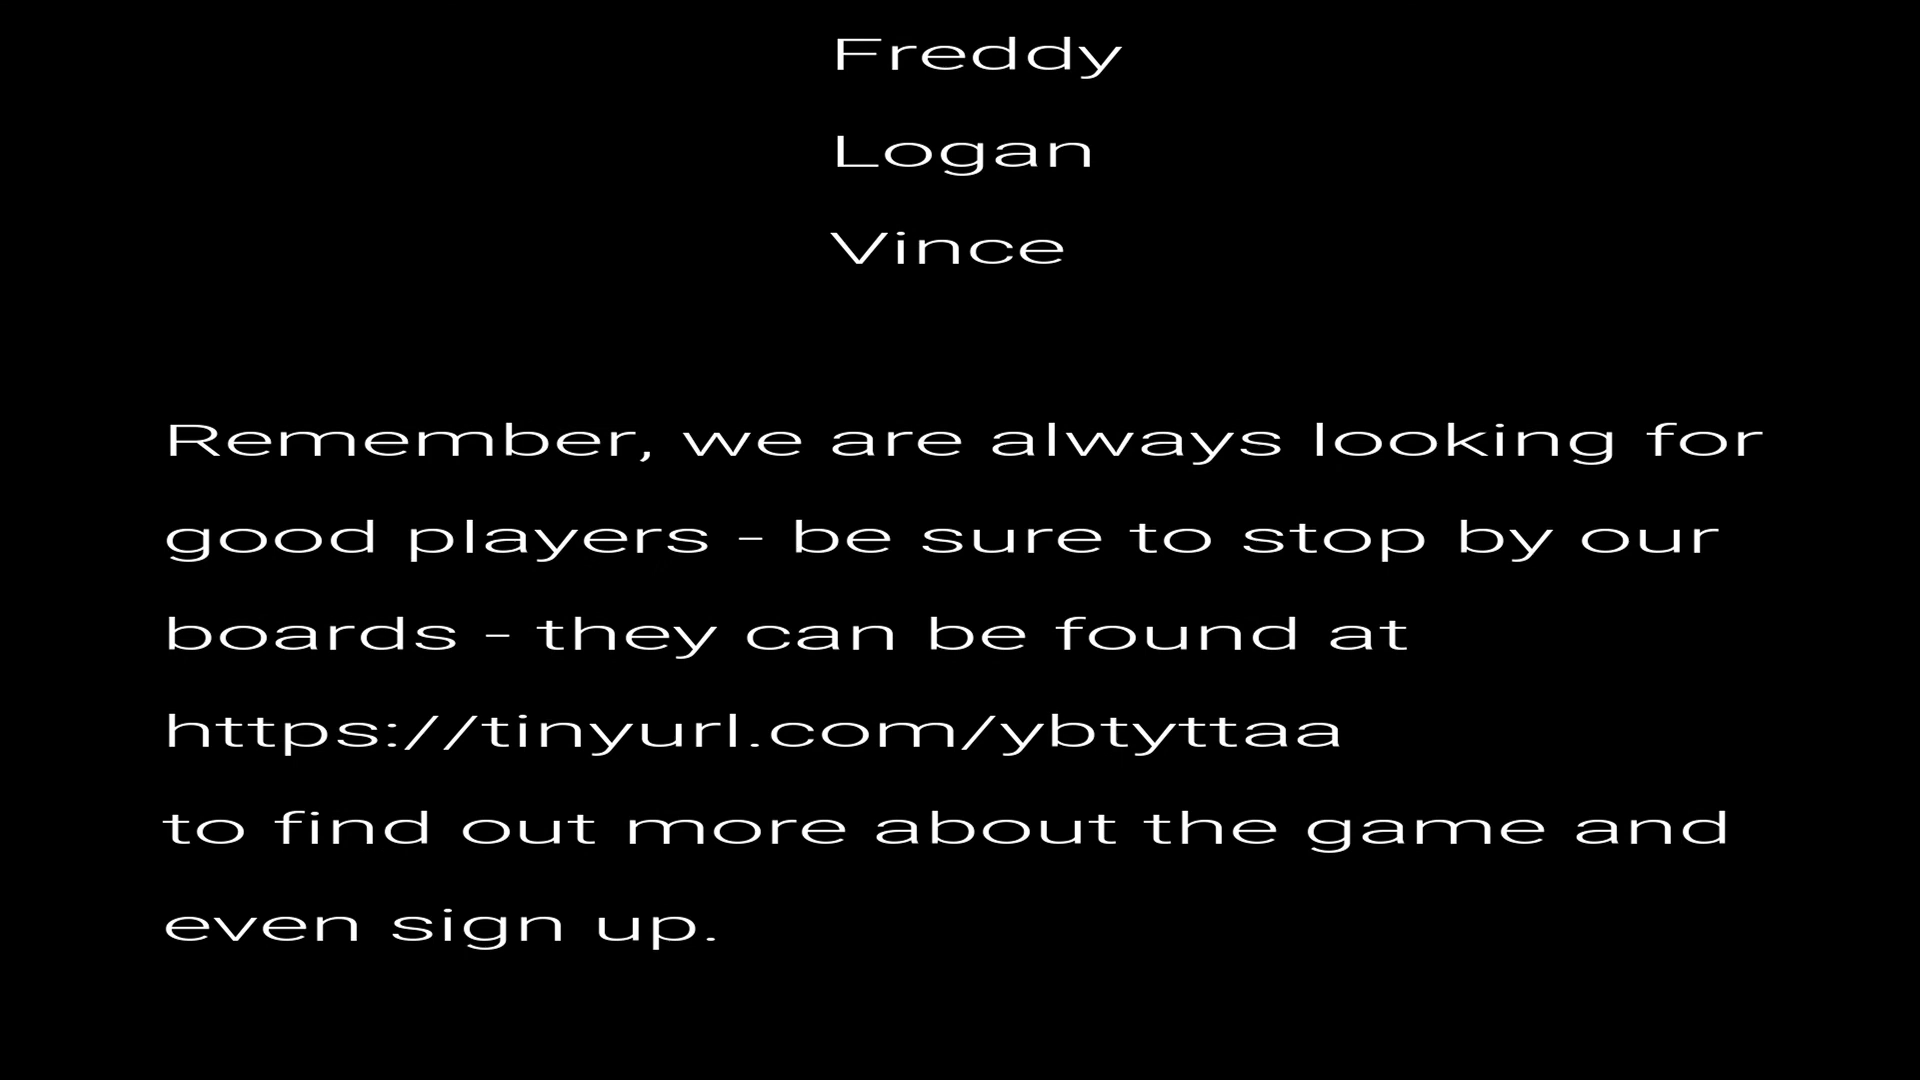 Freddy
Logan
Vince
Remember, we are always looking for
good players - be sure to stop by our
boards - they can be found at
https://tinyurl.com/ybtyttaa
to find out more about the game and
even sign up.